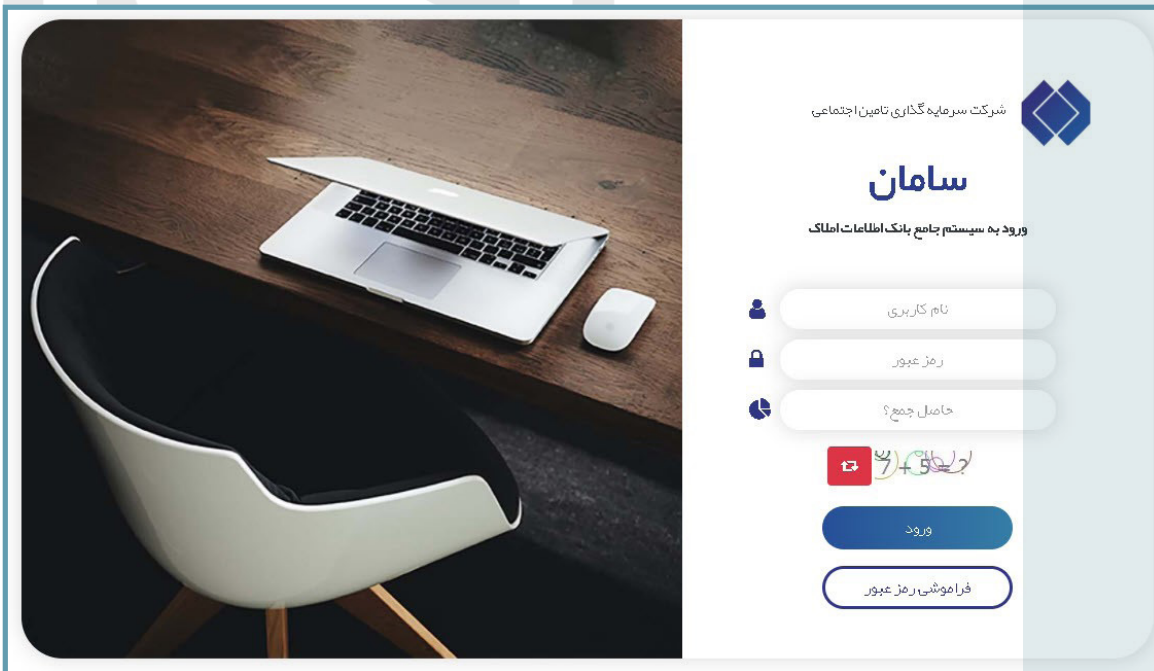 شرکت سرمایه گذاری تامین اجتماعی
سامان
ورود به سیستم جامع بانک اطلاعات املاک
نام کاربری
رمز عبور
حاصل جمع؟
7 + 5 = ?
ورود
فراموشی رمز عبور